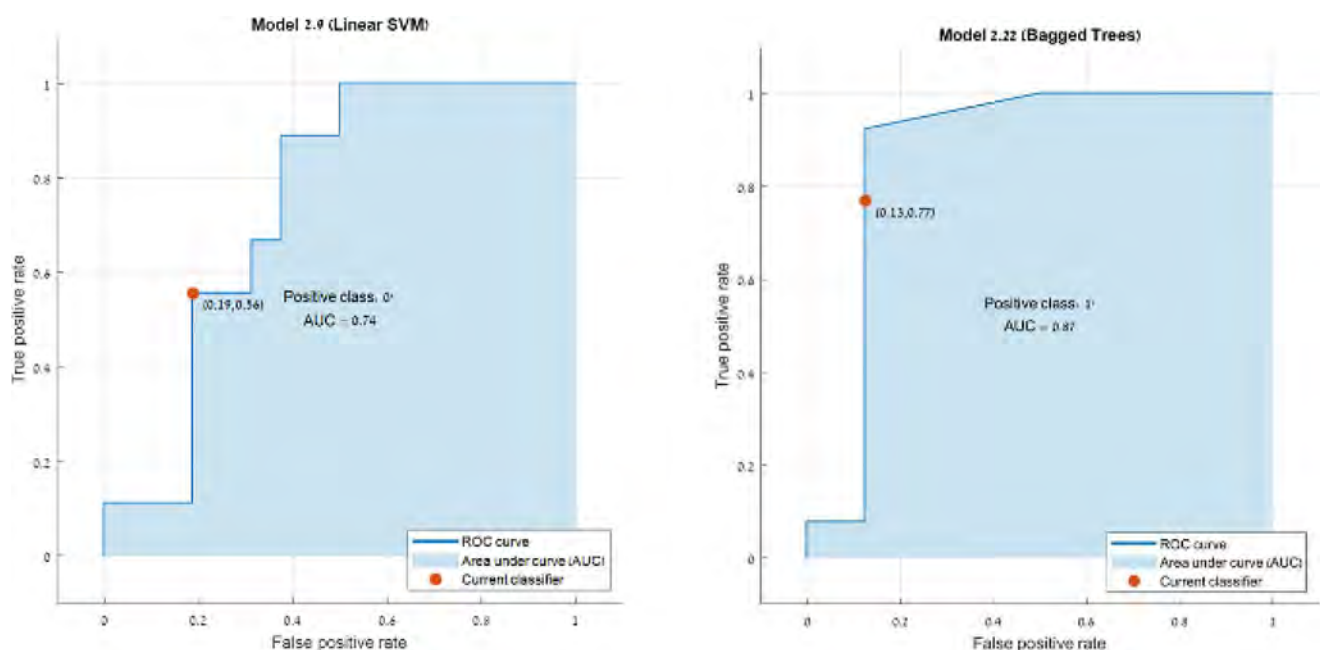 Model 2.9 (Linear SVM)
1
0.8
0.6
0.4
0.2
0
True positive rate
(0.19,0.56)
Positive class: 0'
AUC = 0.74
ROC curve
Area under curve (AUC)
Current classifier
0
0.2
0.4
0.6
0.8
1
False positive rate
Model 2.22 (Bagged Trees)
1
0.8
0.6
0.4
0.2
0
True positive rate
(0.13,0.77)
Positive class: 1'
AUC = 0.87
ROC curve
Area under curve (AUC)
Current classifier
0
0.2
0.4
0.6
0.8
1
False positive rate